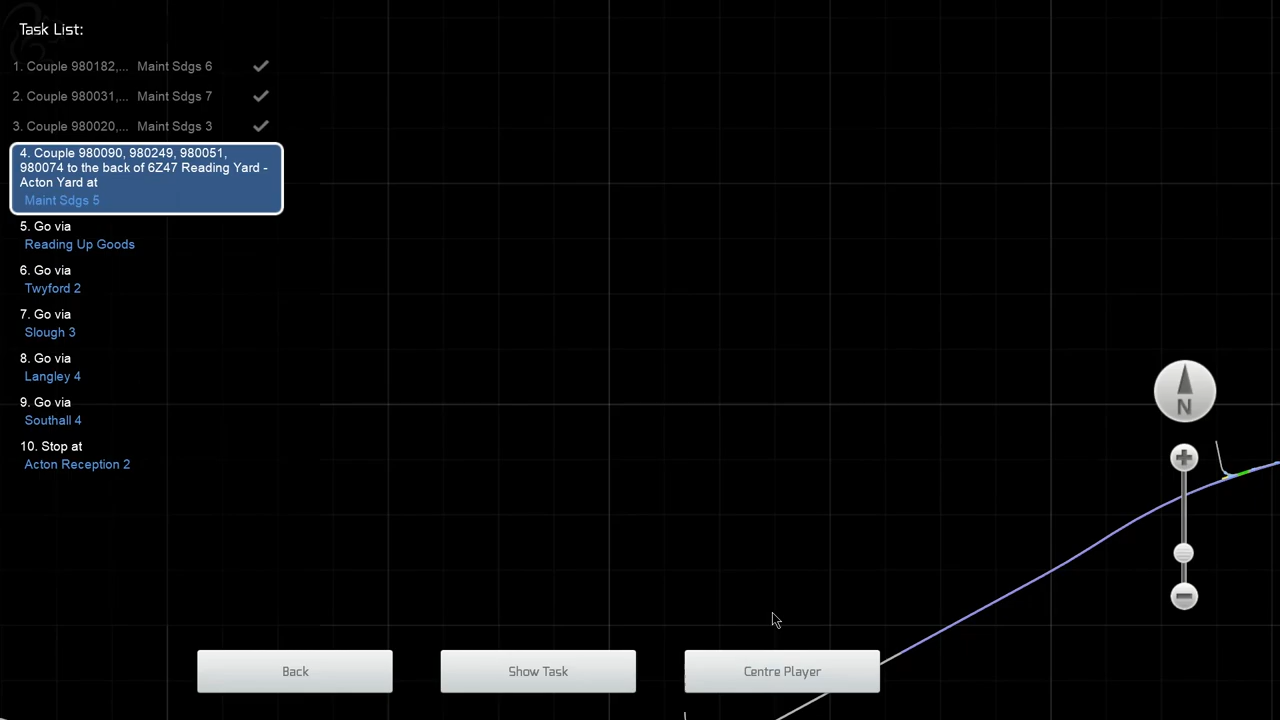 Task List:
1. Couple 980182,... Maint Sdgs 6
2. Couple 980031,... Maint Sdgs 7
3. Couple 980020,... Maint Sdgs 3
4. Couple 980090, 980249, 980051,
980074 to the back of 6Z47 Reading Yard -
Acton Yard at
Maint Sdgs 5
5. Go via
Reading Up Goods
6. Go via
Twyford 2
7. Go via
Slough 3
8. Go via
Langley 4
9. Go via
Southall 4
10. Stop at
Acton Reception 2
N
Back
Show Task
Centre Player